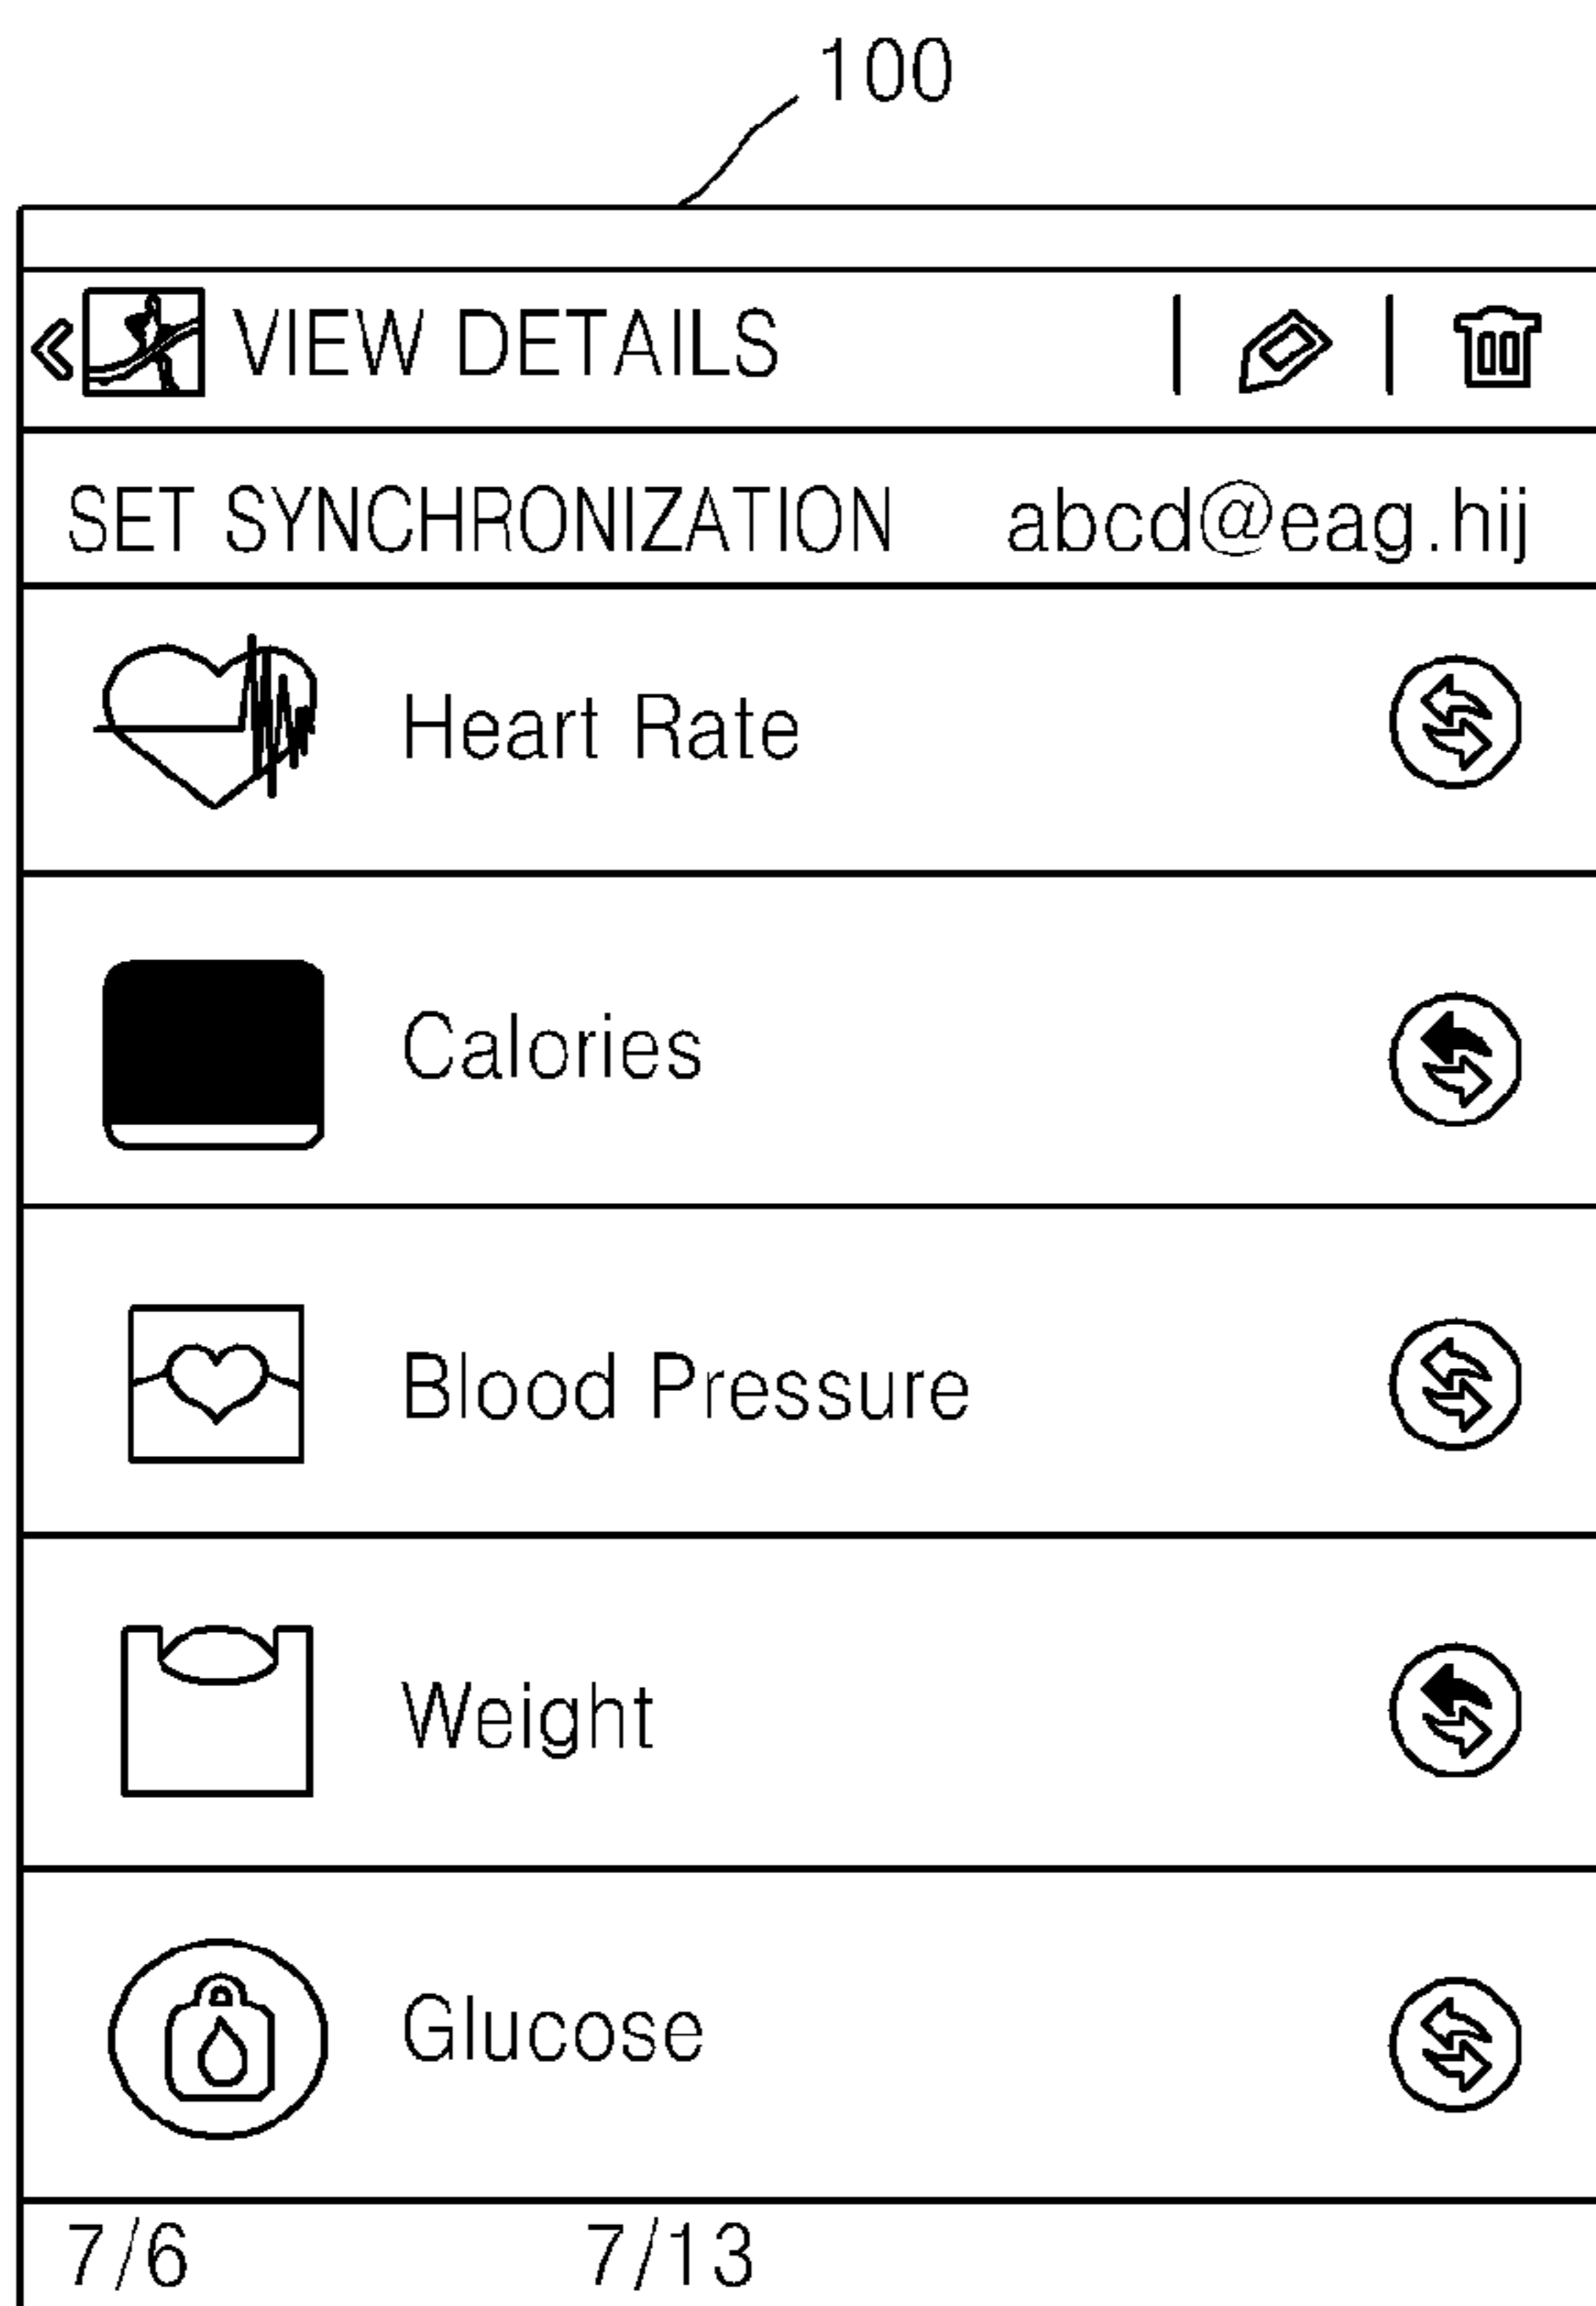 100
VIEW DETAILS
SET SYNCHRONIZATION abcd@eag.hij
Heart Rate
Calories
Blood Pressure
Weight
Glucose
7/6 7/13